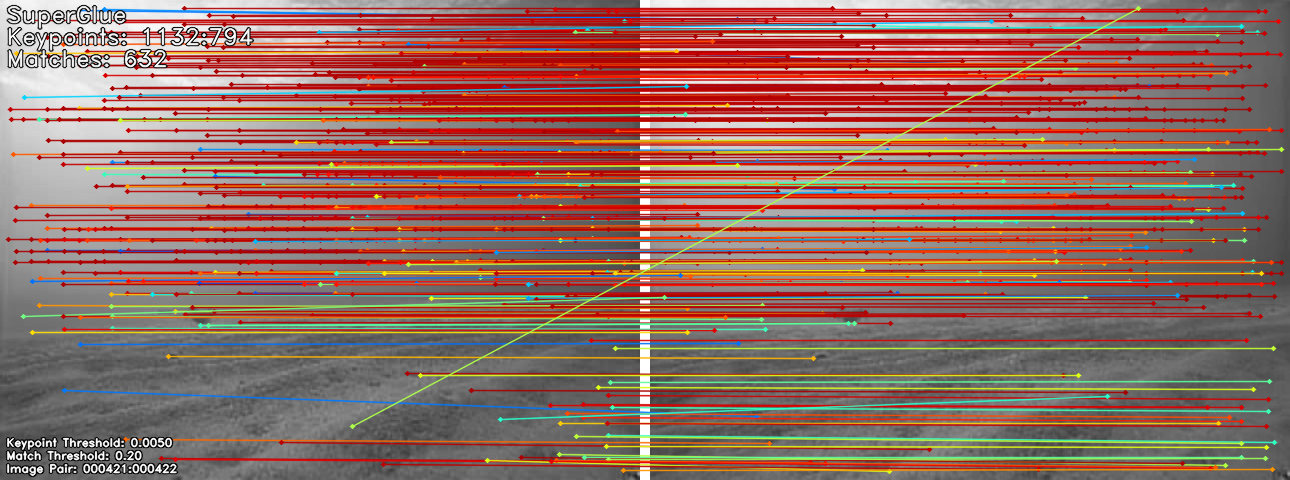 SuperGlue
Keypoints: 1132:794
Matches: 632
Keypoint Threshold: 0.0050
Match Threshold: 0.20
Image Pair: 000421:000422